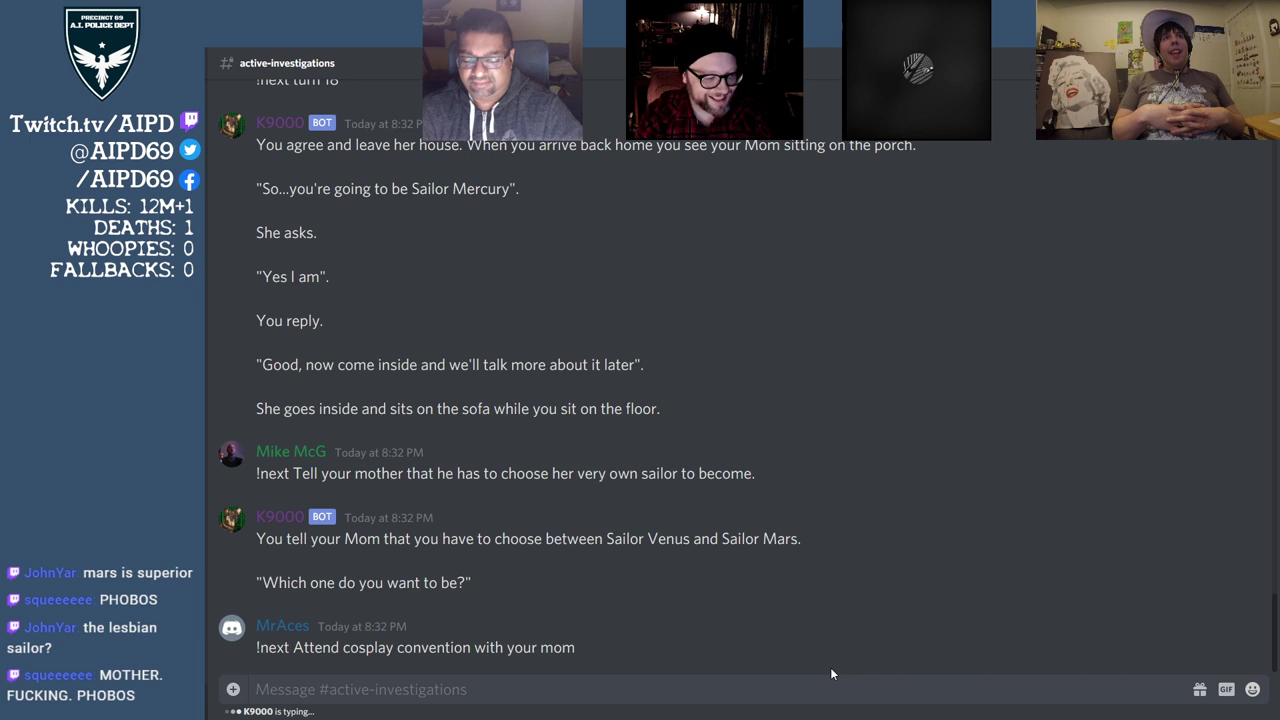 PRECINCT 69
A.I. POLICE DEPT
Twitch.tv/AIPD
@AIPD69
/AIPD69
KILLS: 12M+1
DEATHS: 1
WHOOPIES: 0
FALLBACKS: 0
JohnYar: mars is superior
squeeeeee: PHOBOS
JohnYar: the lesbian
sailor?
squeeeeee: MOTHER.
FUCKING. PHOBOS
active-investigations
!next turn 18
K9000 BOT Today at 8:32 P
You agree and leave her house. When you arrive back home you see your Mom sitting on the porch.
"So...you're going to be Sailor Mercury".
She asks.
"Yes I am".
You reply.
"Good, now come inside and we'll talk more about it later".
She goes inside and sits on the sofa while you sit on the floor.
Mike McG Today at 8:32 PM
!next Tell your mother that he has to choose her very own sailor to become.
K9000 BOT Today at 8:32 PM
You tell your Mom that you have to choose between Sailor Venus and Sailor Mars.
"Which one do you want to be?"
MrAces Today at 8:32 PM
!next Attend cosplay convention with your mom
Message #active-investigations
GIF
K9000 is typing...